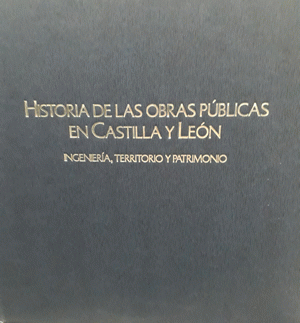 HISTORIA DE LAS OBRAS PÚBLICAS
EN CASTILLA Y LEÓN
INGENIERÍA, TERRITORIO Y PATRIMONIO